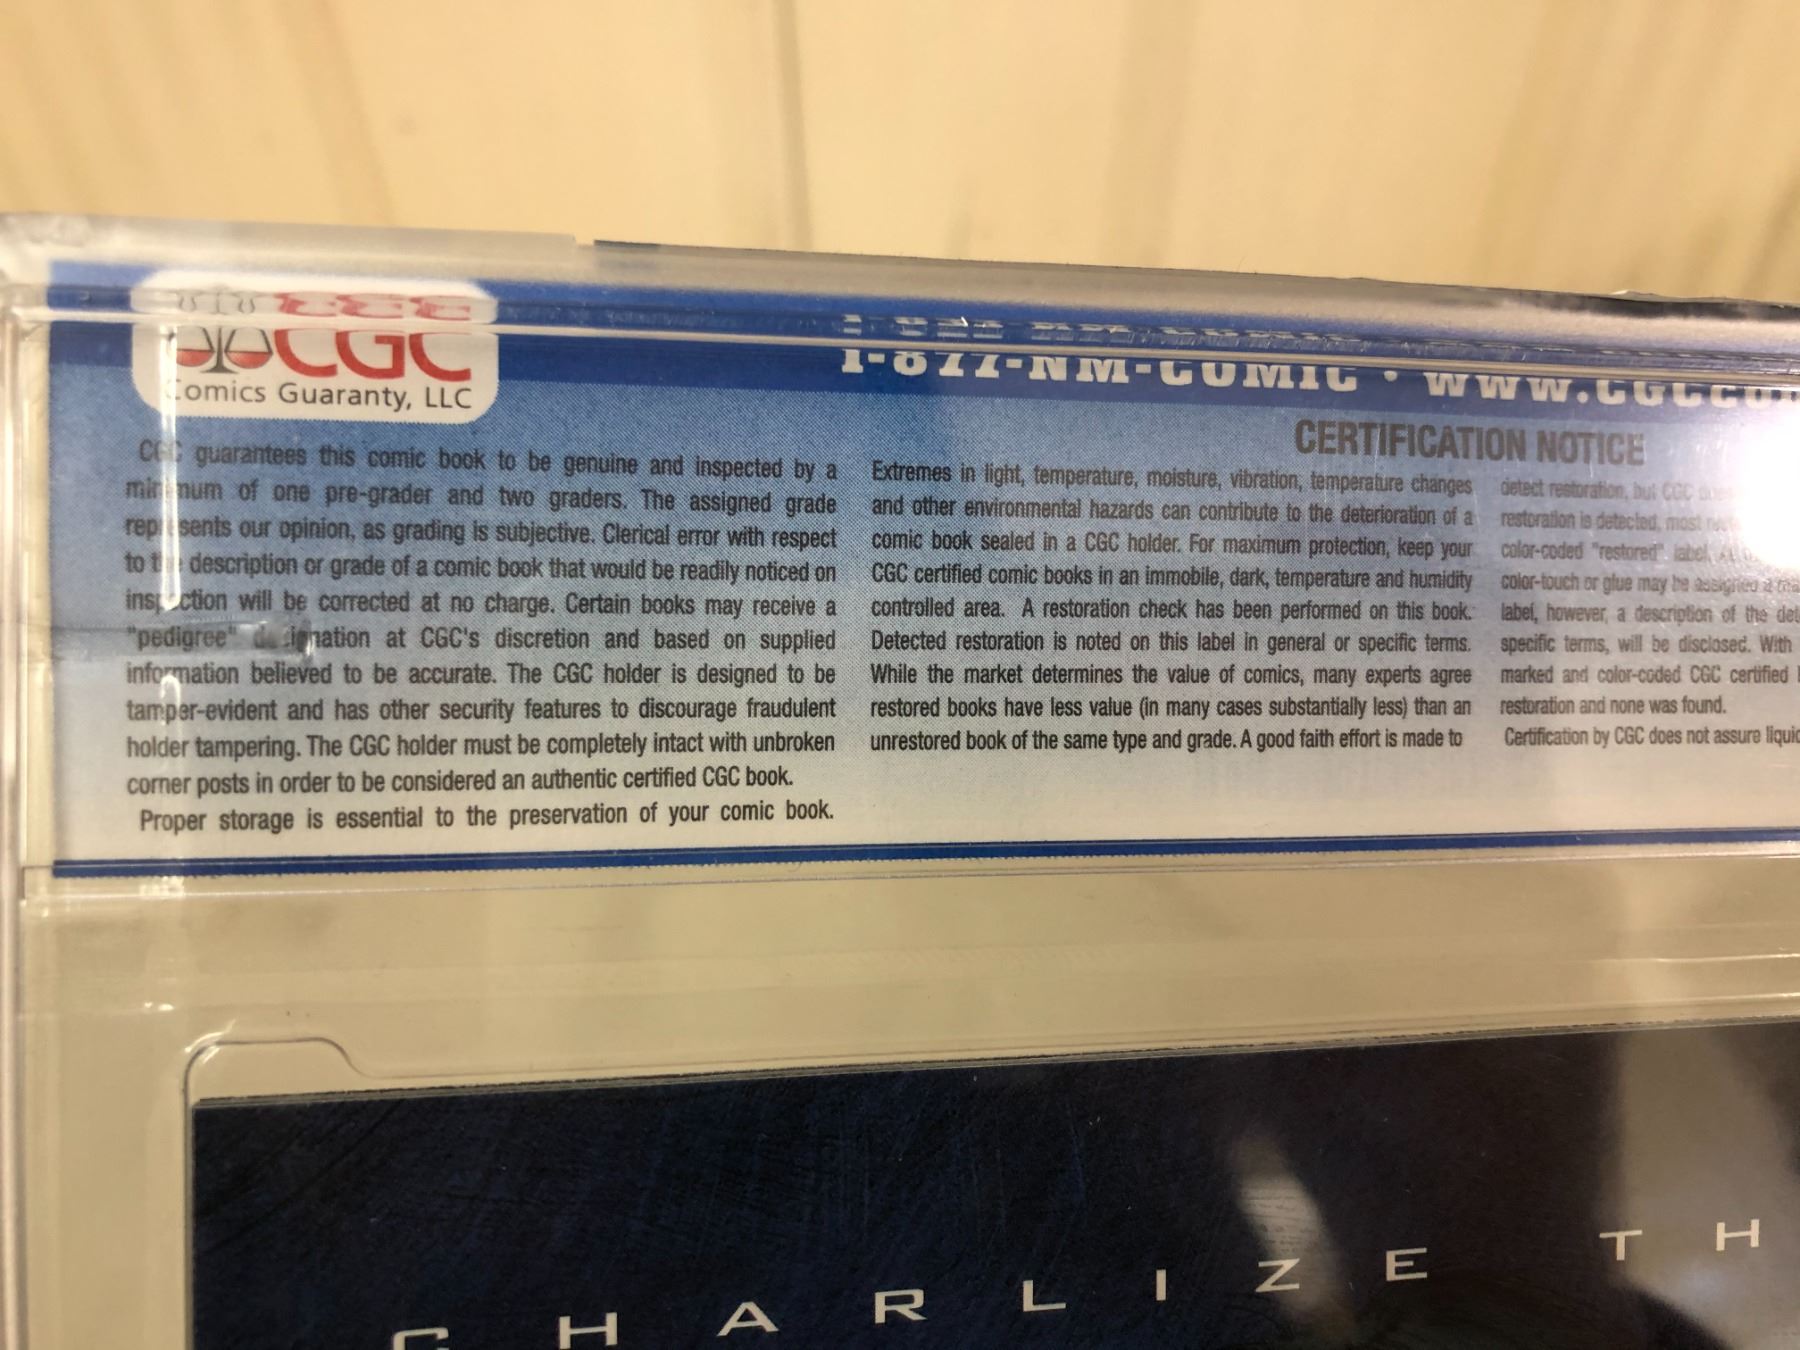 CGC
Comics Guaranty, LLC
1-877-NM-COMIC • www.CGCco
CERTIFICATION NOTICE
CGC guarantees this comic book to be genuine and inspected by a
minimum of one pre-grader and two graders. The assigned grade
represents our opinion, as grading is subjective. Clerical error with respect
to the description or grade of a comic book that would be readily noticed on
inspection will be corrected at no charge. Certain books may receive a
"pedigree" designation at CGC's discretion and based on supplied
information believed to be accurate. The CGC holder is designed to be
tamper-evident and has other security features to discourage fraudulent
holder tampering. The CGC holder must be completely intact with unbroken
corner posts in order to be considered an authentic certified CGC book.
Proper storage is essential to the preservation of your comic book.
Extremes in light, temperature, moisture, vibration, temperature changes
and other environmental hazards can contribute to the deterioration of a
comic book sealed in a CGC holder. For maximum protection, keep your
CGC certified comic books in an immobile, dark, temperature and humidity
controlled area. A restoration check has been performed on this book.
Detected restoration is noted on this label in general or specific terms.
While the market determines the value of comics, many experts agree
restored books have less value (in many cases substantially less) than an
unrestored book of the same type and grade. A good faith effort is made to
detect restoration, but CGC does
restoration is detected, most
color-coded "restored" label,
color-touch or glue may be assigned a
label, however, a description of the
specific terms, will be disclosed. With
marked and color-coded CGC certified
restoration and none was found.
Certification by CGC does not assure
CHARLIZE TH